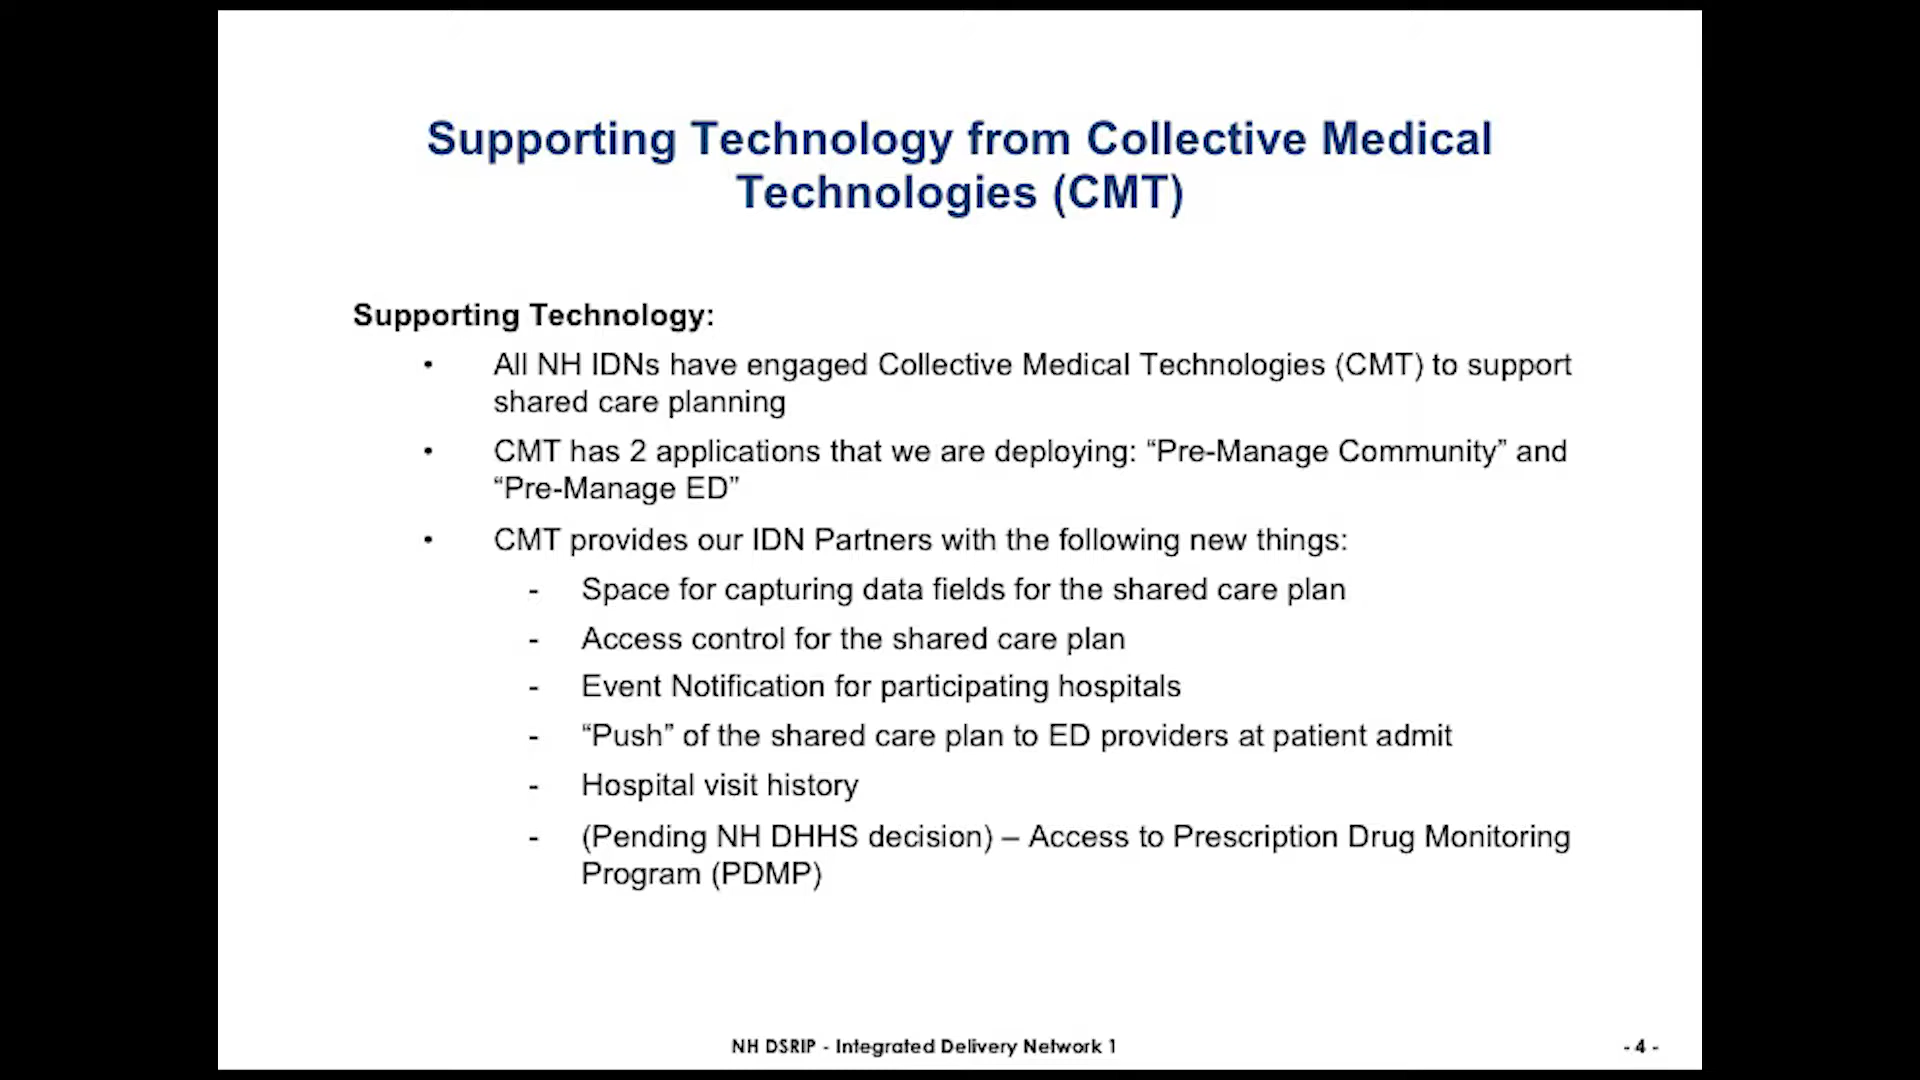 Supporting Technology from Collective Medical
Technologies (CMT)
Supporting Technology:
• All NH IDNs have engaged Collective Medical Technologies (CMT) to support
shared care planning
• CMT has 2 applications that we are deploying: “Pre-Manage Community” and
“Pre-Manage ED”
• CMT provides our IDN Partners with the following new things:
- Space for capturing data fields for the shared care plan
- Access control for the shared care plan
- Event Notification for participating hospitals
- “Push” of the shared care plan to ED providers at patient admit
- Hospital visit history
- (Pending NH DHHS decision) – Access to Prescription Drug Monitoring
Program (PDMP)
NH DSRIP - Integrated Delivery Network 1
- 4 -